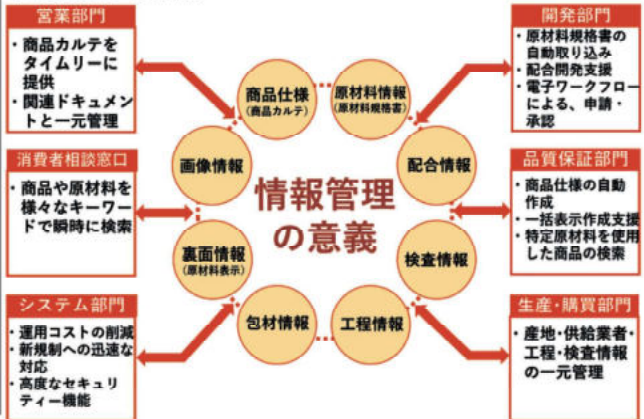 営業部門
・商品カルテを
タイムリーに
提供
・関連ドキュメン
トと一元管理
消費者相談窓口
・商品や原材料を
様々なキーワー
ドで瞬時に検索
システム部門
・運用コストの削減
・新規制への迅速な
対応
・高度なセキュリ
ティー機能
商品仕様
(商品カルテ)
原材料情報
(原材料規格書)
画像情報
配合情報
情報管理
の意義
裏面情報
(原材料表示)
検査情報
包材情報
工程情報
開発部門
・原材料規格書の
自動取り込み
・配合開発支援
・電子ワークフロー
による、申請・
承認
品質保証部門
・商品仕様の自動
作成
・一括表示作成支援
・特定原材料を使用
した商品の検索
生産・購買部門
・産地・供給業者・
工程・検査情報
の一元管理